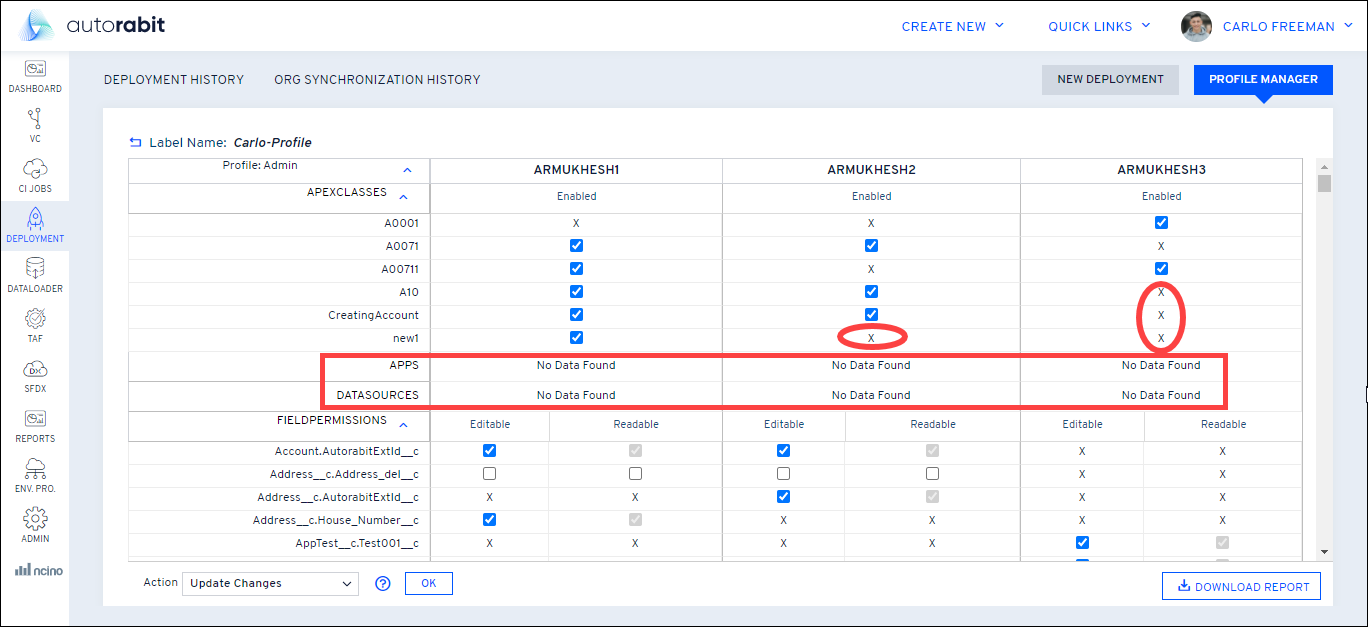 autorabit
CREATE NEW QUICK LINKS CARLO FREEMAN
DASHBOARD
VC
CI JOBS
DEPLOYMENT
DATALOADER
TAF
SFDX
REPORTS
ENV. PRO.
ADMIN
ncino
DEPLOYMENT HISTORY ORG SYNCHRONIZATION HISTORY NEW DEPLOYMENT PROFILE MANAGER
Label Name: Carlo-Profile
Profile: Admin ARMUKHESH1 ARMUKHESH2 ARMUKHESH3
APEXCLASSES Enabled Enabled Enabled
A0001 X X
A0071 X
A00711 X
A10 X
CreatingAccount X
new1 X X
APPS No Data Found No Data Found No Data Found
DATASOURCES No Data Found No Data Found No Data Found
FIELDPERMISSIONS Editable Readable Editable Readable Editable Readable
Account.AutorabitExtId__c X X
Address__c.Address_del__c X X
Address__c.AutorabitExtId__c X X X X
Address__c.House_Number__c X X X X
AppTest__c.Test001__c X X X X
Action Update Changes ? OK DOWNLOAD REPORT